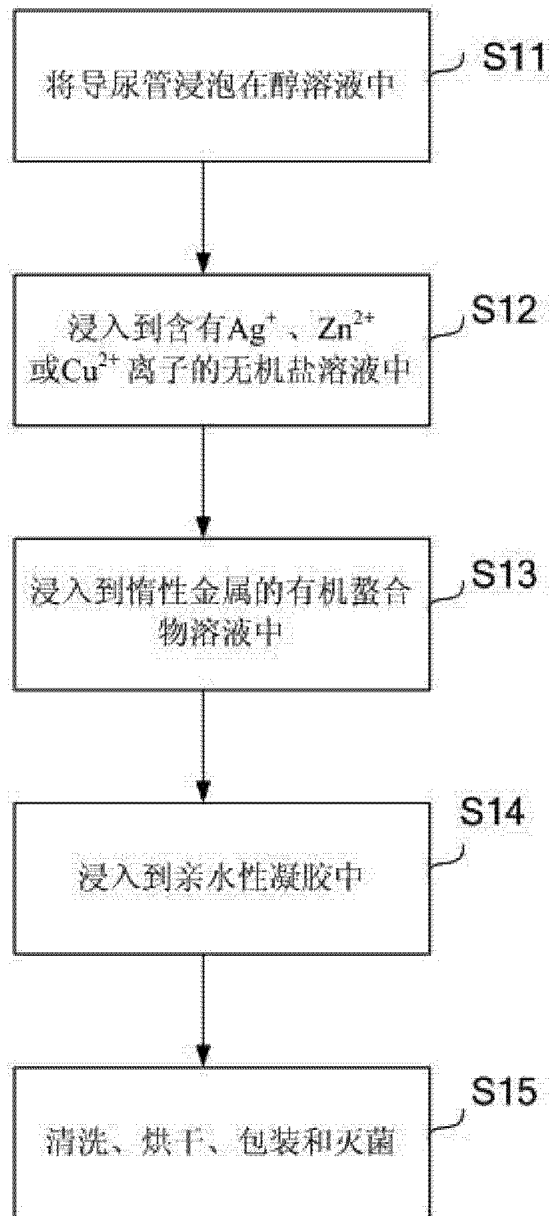 将导尿管浸泡在醇溶液中
S11
浸入到含有Ag⁺、Zn²⁺
或Cu²⁺离子的无机盐溶液中
S12
浸入到惰性金属的有机螯合
物溶液中
S13
浸入到亲水性凝胶中
S14
清洗、烘干、包装和灭菌
S15